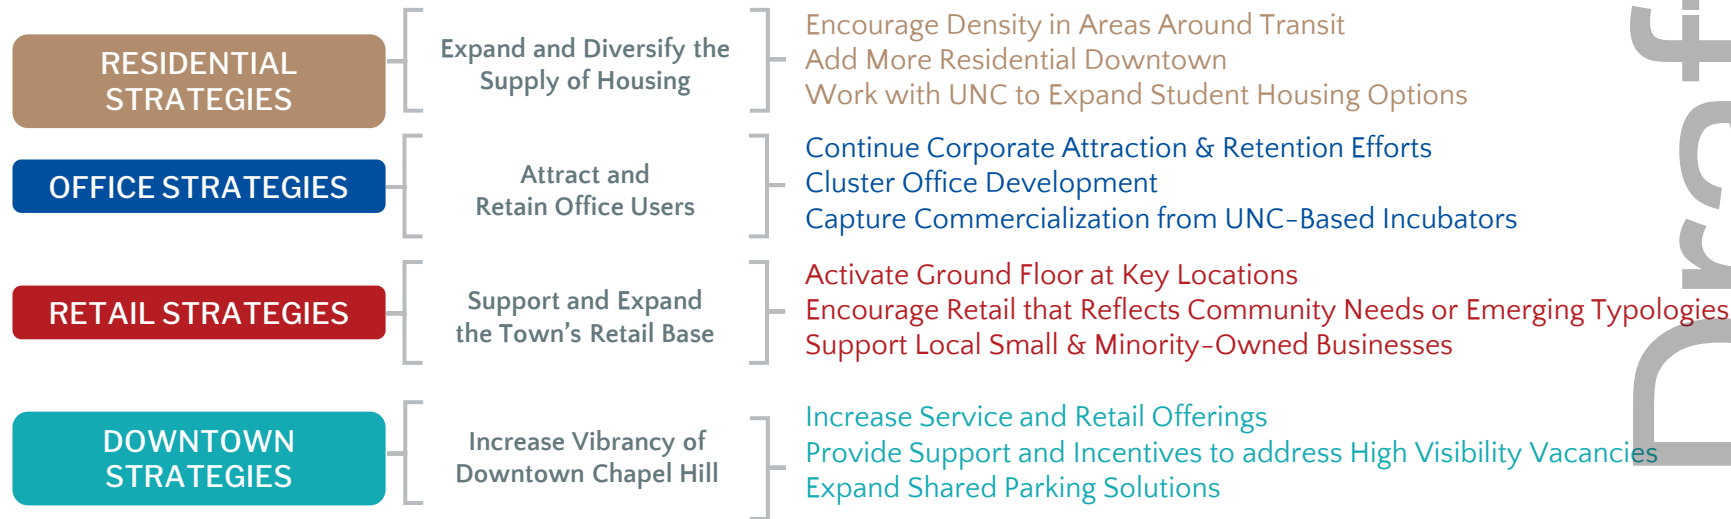 RESIDENTIAL
STRATEGIES
Expand and Diversify the
Supply of Housing
Encourage Density in Areas Around Transit
Add More Residential Downtown
Work with UNC to Expand Student Housing Options
OFFICE STRATEGIES
Attract and
Retain Office Users
Continue Corporate Attraction & Retention Efforts
Cluster Office Development
Capture Commercialization from UNC-Based Incubators
RETAIL STRATEGIES
Support and Expand
the Town's Retail Base
Activate Ground Floor at Key Locations
Encourage Retail that Reflects Community Needs or Emerging Typologies
Support Local Small & Minority-Owned Businesses
DOWNTOWN
STRATEGIES
Increase Vibrancy of
Downtown Chapel Hill
Increase Service and Retail Offerings
Provide Support and Incentives to address High Visibility Vacancies
Expand Shared Parking Solutions